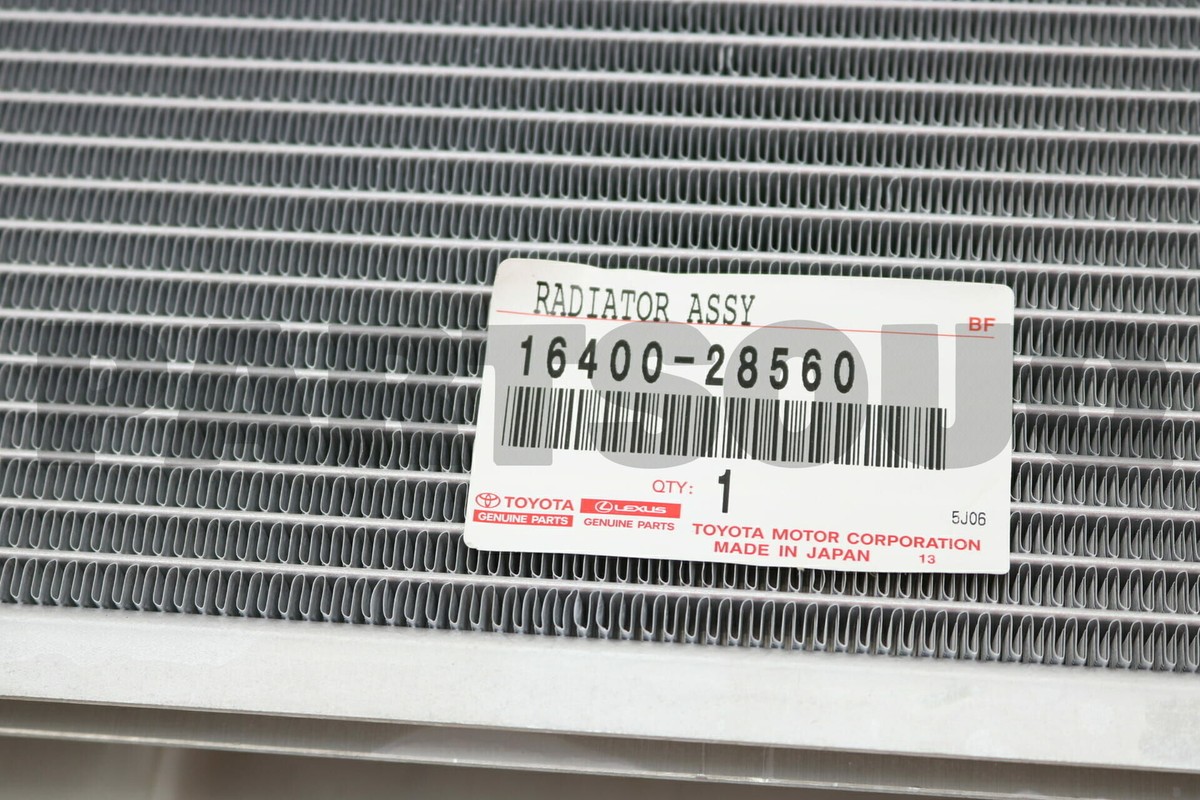 RADIATOR ASSY
BF
16400-28560
QTY: 1
TOYOTA
GENUINE PARTS
LEXUS
GENUINE PARTS
5J06
TOYOTA MOTOR CORPORATION
MADE IN JAPAN 13